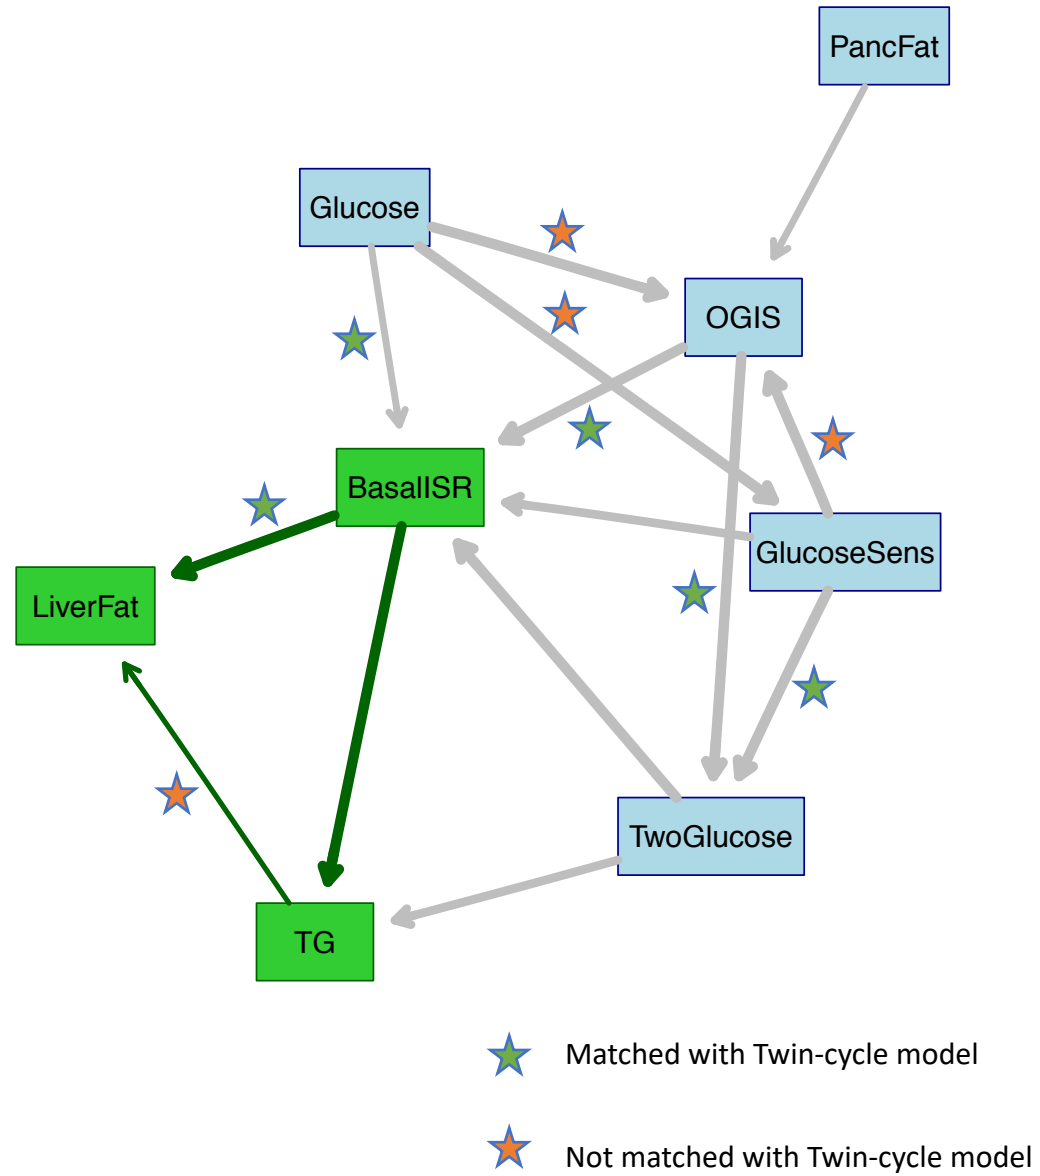 PancFat
Glucose
OGIS
BasalISR
GlucoseSens
LiverFat
TwoGlucose
TG
Matched with Twin-cycle model
Not matched with Twin-cycle model